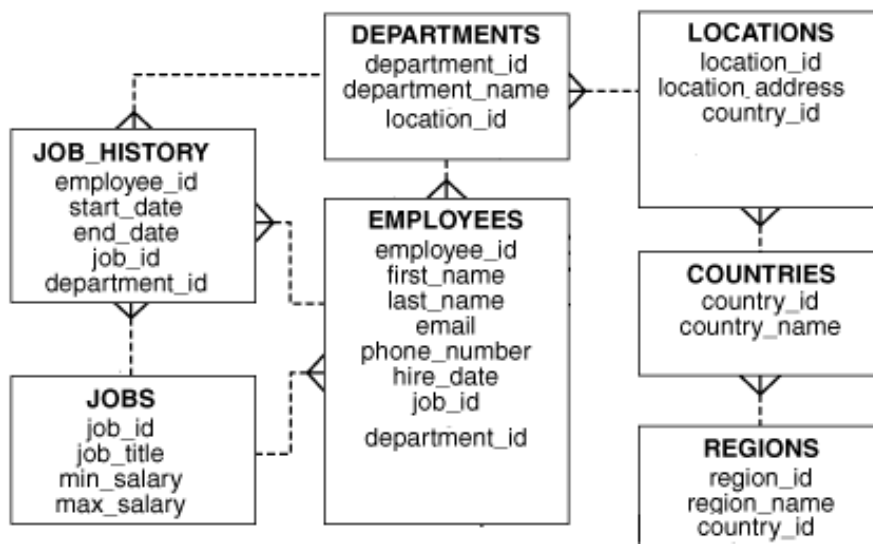 DEPARTMENTS
department_id
department_name
location_id
LOCATIONS
location_id
location_address
country_id
JOB_HISTORY
employee_id
start_date
end_date
job_id
department_id
EMPLOYEES
employee_id
first_name
last_name
email
phone_number
hire_date
job_id
department_id
COUNTRIES
country_id
country_name
JOBS
job_id
job_title
min_salary
max_salary
REGIONS
region_id
region_name
country_id